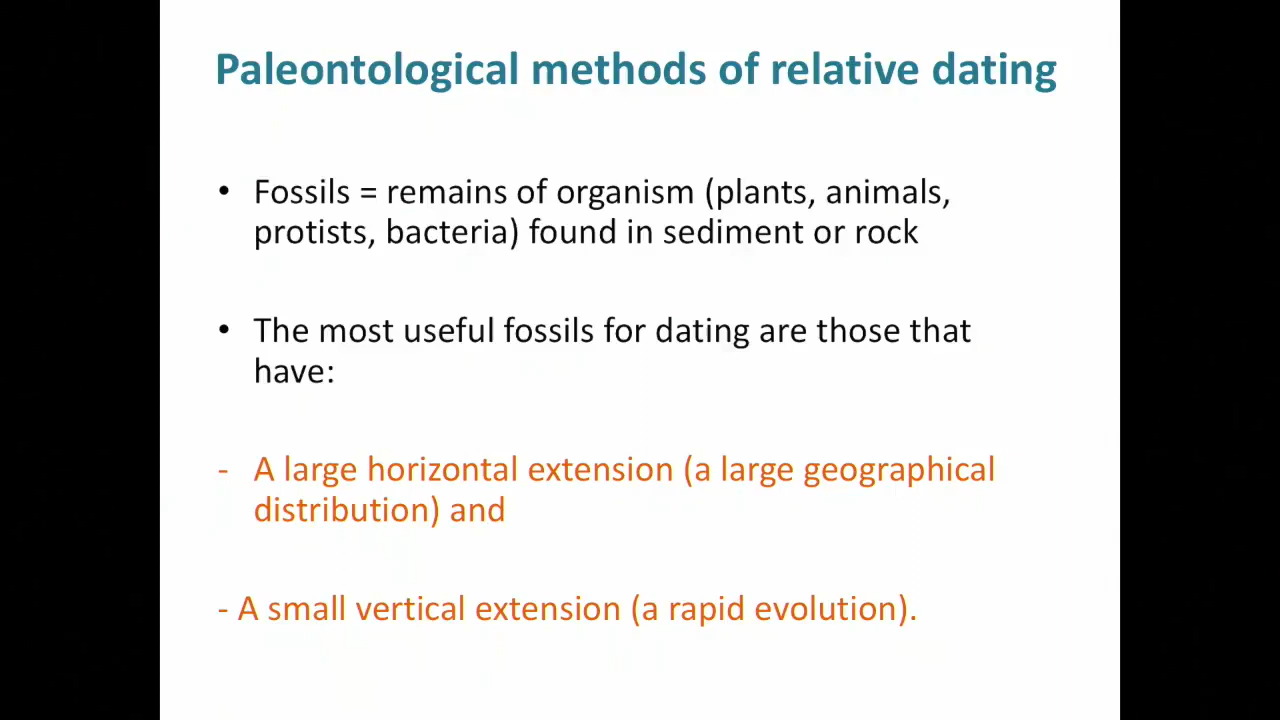 Paleontological methods of relative dating
• Fossils = remains of organism (plants, animals,
protists, bacteria) found in sediment or rock
• The most useful fossils for dating are those that
have:
- A large horizontal extension (a large geographical
distribution) and
- A small vertical extension (a rapid evolution).